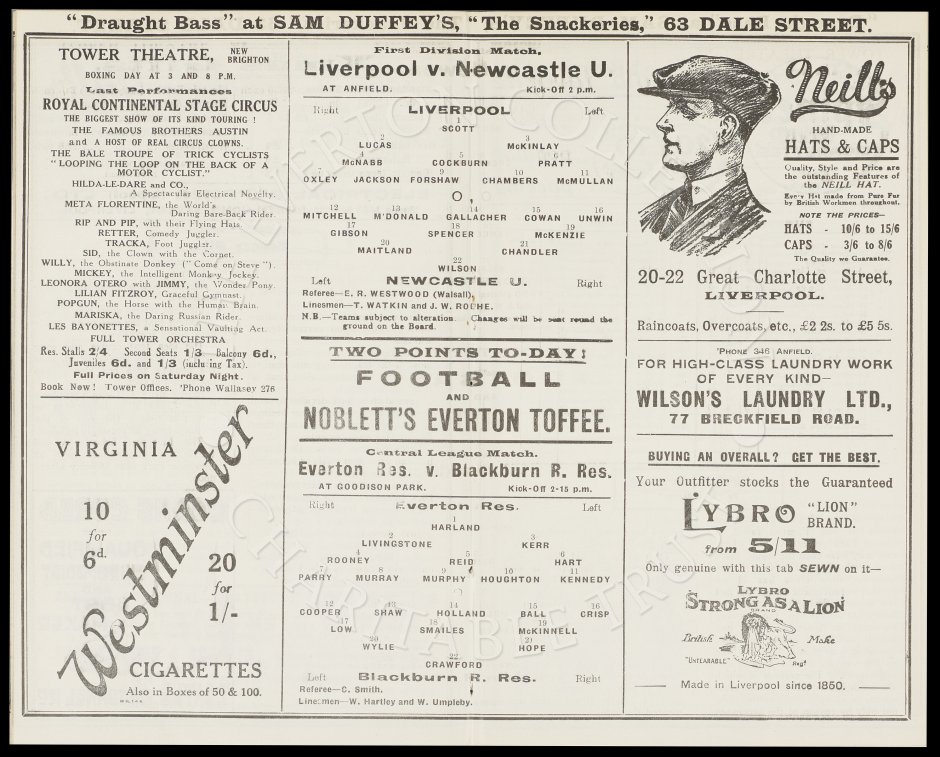 "Draught Bass" at SAM DUFFEY'S, "The Snackeries," 63 DALE STREET.
TOWER THEATRE, NEW BRIGHTON
BOXING DAY AT 3 AND 8 P.M.
Last Performances
ROYAL CONTINENTAL STAGE CIRCUS
THE BIGGEST SHOW OF ITS KIND TOURING !
THE FAMOUS BROTHERS AUSTIN
and A HOST OF REAL CIRCUS CLOWNS.
THE BALE TROUPE OF TRICK CYCLISTS
"LOOPING THE LOOP ON THE BACK OF A
MOTOR CYCLIST."
HILDA-LE-DARE and CO.,
A Spectacular Electrical Novelty.
META FLORENTINE, the World's
Daring Bare-Back Rider.
RIP AND PIP, with their Flying Hats.
RETTER, Comedy Juggler.
TRACKA, Foot Juggler.
SID, the Clown with the Cornet.
WILLY, the Obstinate Donkey ("Come on Steve").
MICKEY, the Intelligent Monkey Jockey.
LEONORA OTERO with JIMMY, the Wonder Pony.
LILIAN FITZROY, Graceful Gymnast.
POPGUN, the Horse with the Human Brain.
MARISKA, the Daring Russian Rider.
LES BAYONETTES, a Sensational Vaulting Act.
FULL TOWER ORCHESTRA
Res. Stalls 2/4 Second Seats 1/3 Balcony 6d.,
Juveniles 6d. and 1/3 (including Tax).
Full Prices on Saturday Night.
Book Now! Tower Offices. 'Phone Wallasey 276
VIRGINIA
Westminster
10
for
6d.
20
for
1/-
CIGARETTES
Also in Boxes of 50 & 100.
First Division Match.
Liverpool v. Newcastle U.
AT ANFIELD. Kick-Off 2 p.m.
Right LIVERPOOL Left
1
SCOTT
2 3
LUCAS McKINLAY
4 5 6
McNABB COCKBURN PRATT
7 8 9 10 11
OXLEY JACKSON FORSHAW CHAMBERS McMULLAN
O
12 13 14 15 16
MITCHELL M'DONALD GALLACHER COWAN UNWIN
17 18 19
GIBSON SPENCER McKENZIE
20 21
MAITLAND CHANDLER
22
WILSON
Left NEWCASTLE U. Right
Referee—E. R. WESTWOOD (Walsall),
Linesmen—T. WATKIN and J. W. ROCHE.
N.B.—Teams subject to alteration. Changes will be sent round the
ground on the Board.
TWO POINTS TO-DAY!
FOOTBALL
AND
NOBLETT'S EVERTON TOFFEE.
Central League Match.
Everton Res. v. Blackburn R. Res.
AT GOODISON PARK. Kick-Off 2-15 p.m.
Right Everton Res. Left
1
HARLAND
2 3
LIVINGSTONE KERR
4 5 6
ROONEY REID HART
7 8 9 10 11
PARRY MURRAY MURPHY HOUGHTON KENNEDY
O
12 13 14 15 16
COOPER SHAW HOLLAND BALL CRISP
17 18 19
LOW SMAILES McKINNELL
20 21
WYLIE HOPE
22
CRAWFORD
Left Blackburn R. Res. Right
Referee—C. Smith.
Linesmen—W. Hartley and W. Umpleby.
Neill's
HAND-MADE
HATS & CAPS
Quality, Style and Price are
the outstanding Features of
the NEILL HAT.
Every Hat made from Pure Fur
by British Workmen throughout.
NOTE THE PRICES—
HATS - 10/6 to 15/6
CAPS - 3/6 to 8/6
The Quality we Guarantee.
20-22 Great Charlotte Street,
LIVERPOOL.
Raincoats, Overcoats, etc., £2 2s. to £5 5s.
'PHONE 346 ANFIELD.
FOR HIGH-CLASS LAUNDRY WORK
OF EVERY KIND—
WILSON'S LAUNDRY LTD.,
77 BRECKFIELD ROAD.
BUYING AN OVERALL? GET THE BEST.
Your Outfitter stocks the Guaranteed
LYBRO "LION" BRAND.
from 5/11
Only genuine with this tab SEWN on it—
LYBRO
BRAND
STRONG AS A LION
British Make
"UNTEARABLE" Regd
Made in Liverpool since 1850.
EVERTON COLLECTION
CHARITABLE TRUST